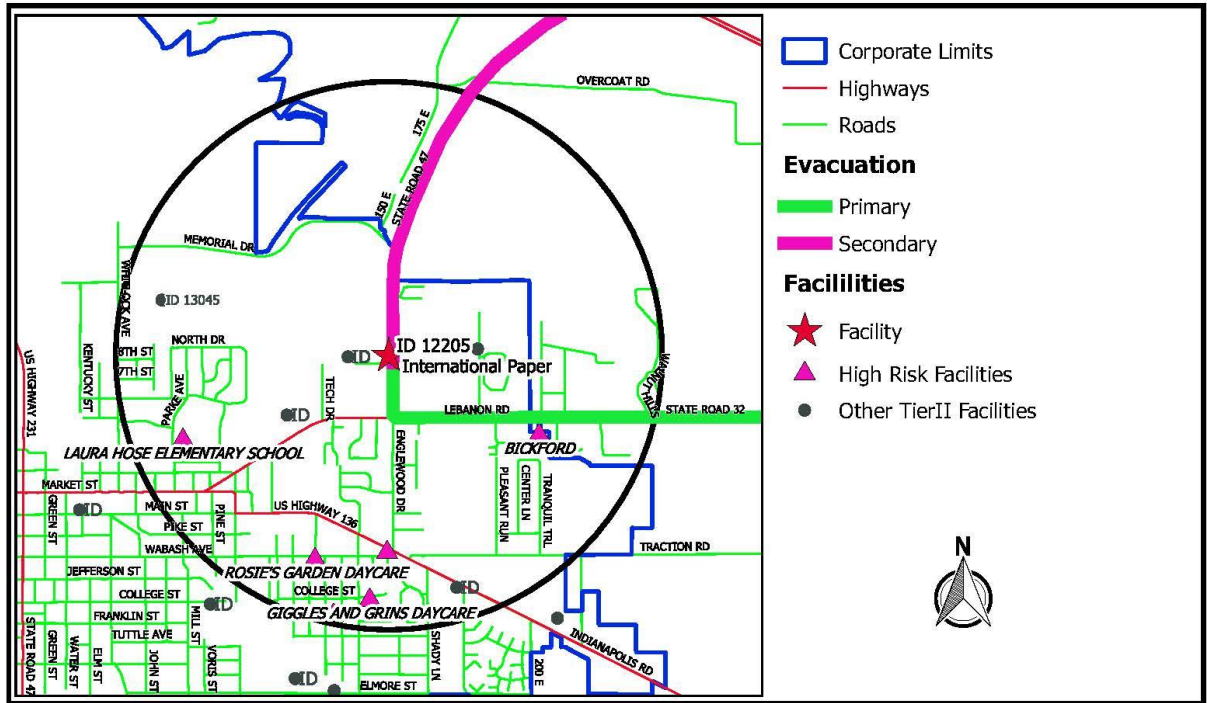 OVERCOAT RD
175 E
STATE ROAD 47
150 E
MEMORIAL DR
WHITLOCK AVE
ID 13045
NORTH DR
8TH ST
7TH ST
KENTUCKY ST
US HIGHWAY 231
PARKE AVE
ID
ID 12205
International Paper
TECH DR
ID
LEBANON RD
STATE ROAD 32
WALNUT HILLS
LAURA HOSE ELEMENTARY SCHOOL
BICKFORD
ENGLEWOOD DR
PLEASANT RUN
CENTER LN
TRANQUIL TRL
MARKET ST
GREEN ST
ID
MAIN ST
PIKE ST
PINE ST
US HIGHWAY 136
WABASH AVE
TRACTION RD
JEFFERSON ST
ROSIE'S GARDEN DAYCARE
COLLEGE ST
COLLEGE ST
ID
ID
GIGGLES AND GRINS DAYCARE
FRANKLIN ST
MILL ST
TUTTLE AVE
STATE ROAD 47
GREEN ST
WATER ST
ELM ST
JOHN ST
VORIS ST
SHADY LN
INDIANAPOLIS RD
200 E
ID
ELMORE ST
Corporate Limits
Highways
Roads
Evacuation
Primary
Secondary
Facililities
Facility
High Risk Facilities
Other TierII Facilities
N